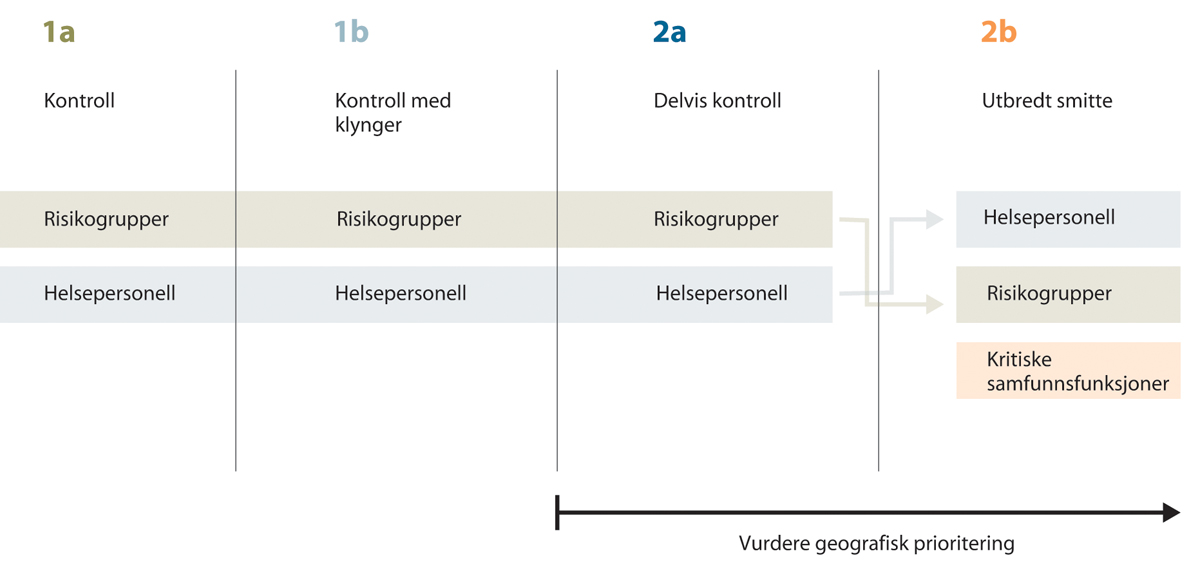 1a
1b
2a
2b
Kontroll
Kontroll med
klynger
Delvis kontroll
Utbredt smitte
Risikogrupper
Risikogrupper
Risikogrupper
Helsepersonell
Helsepersonell
Helsepersonell
Helsepersonell
Risikogrupper
Kritiske
samfunnsfunksjoner
Vurdere geografisk prioritering